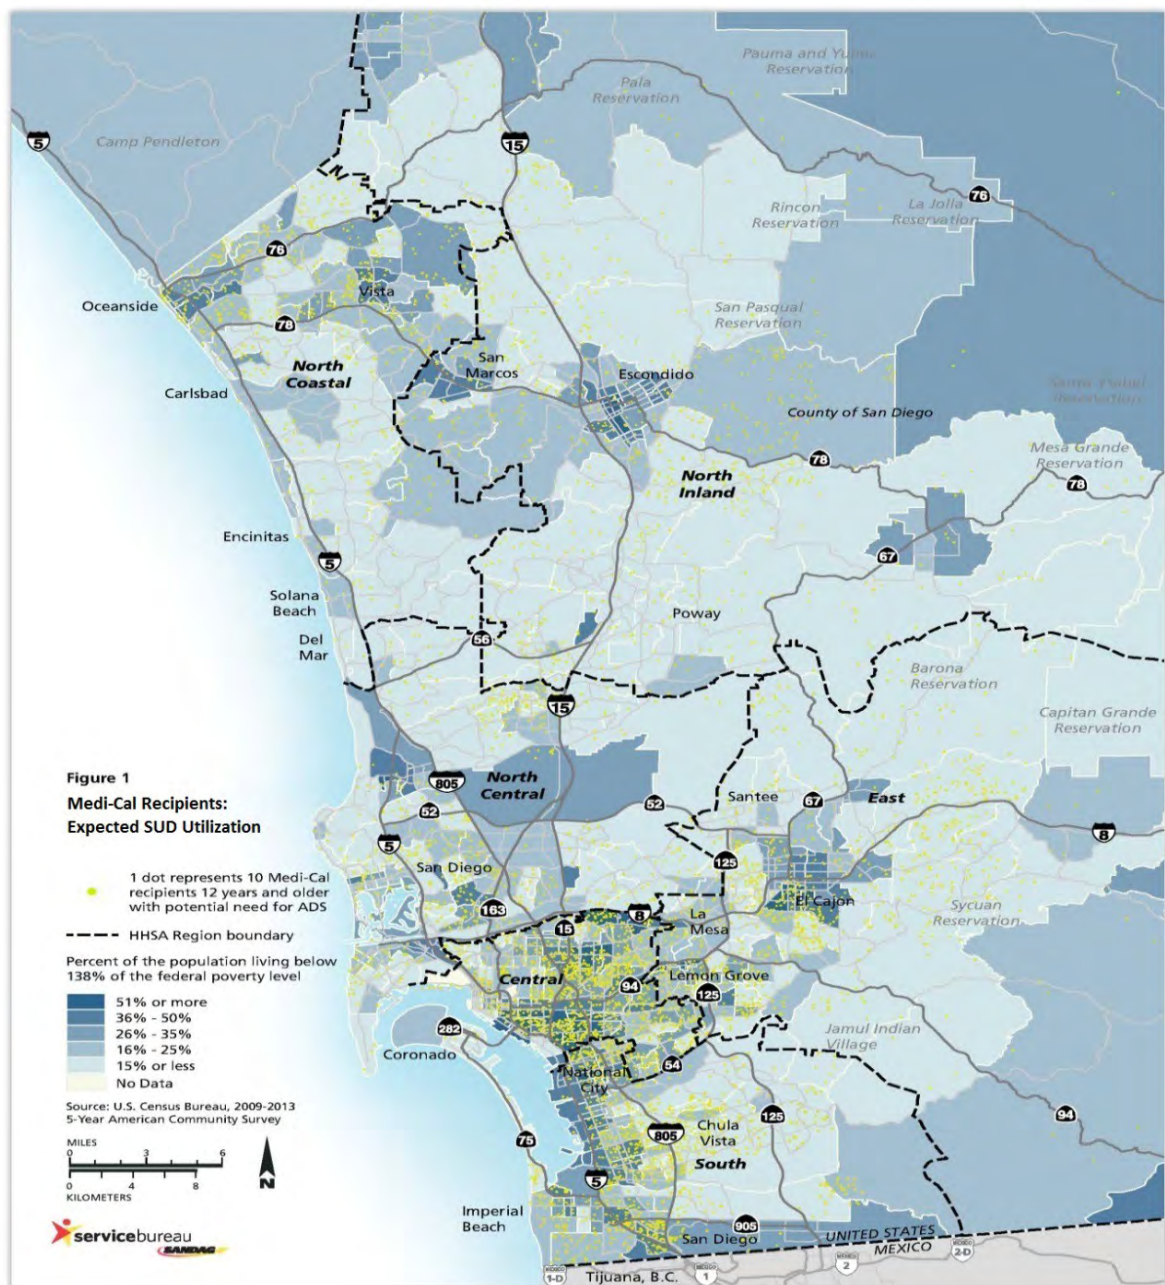 Pauma and Yuima
Reservation
Pala
Reservation
Camp Pendleton
5
15
76
Rincon
Reservation
La Jolla
Reservation
76
Oceanside
Vista
78
San Pasqual
Reservation
North
Coastal
San
Marcos
Escondido
Carlsbad
County of San Diego
Reservation
78
Mesa Grande
Reservation
78
North
Inland
Encinitas
5
67
Solana
Beach
Poway
Del
Mar
56
Barona
Reservation
15
Capitan Grande
Reservation
Figure 1
Medi-Cal Recipients:
Expected SUD Utilization
805
North
Central
52
52
Santee
67
East
8
5
San Diego
125
1 dot represents 10 Medi-Cal
recipients 12 years and older
with potential need for ADS
El Cajon
163
15
8
La
Mesa
Sycuan
Reservation
HHSA Region boundary
Percent of the population living below
138% of the federal poverty level
Central
94
Lemon Grove
125
51% or more
36% - 50%
26% - 35%
16% - 25%
15% or less
No Data
282
Coronado
Jamul Indian
Village
54
National
City
Source: U.S. Census Bureau, 2009-2013
5-Year American Community Survey
94
125
75
805
Chula
Vista
South
MILES
0 3 6
0 4 8
KILOMETERS
N
5
Imperial
Beach
905
San Diego
UNITED STATES
MEXICO
servicebureau
SANDAG
Tijuana, B.C.
MEXICO
1-D
MEXICO
1
MEXICO
2
MEXICO
2-D